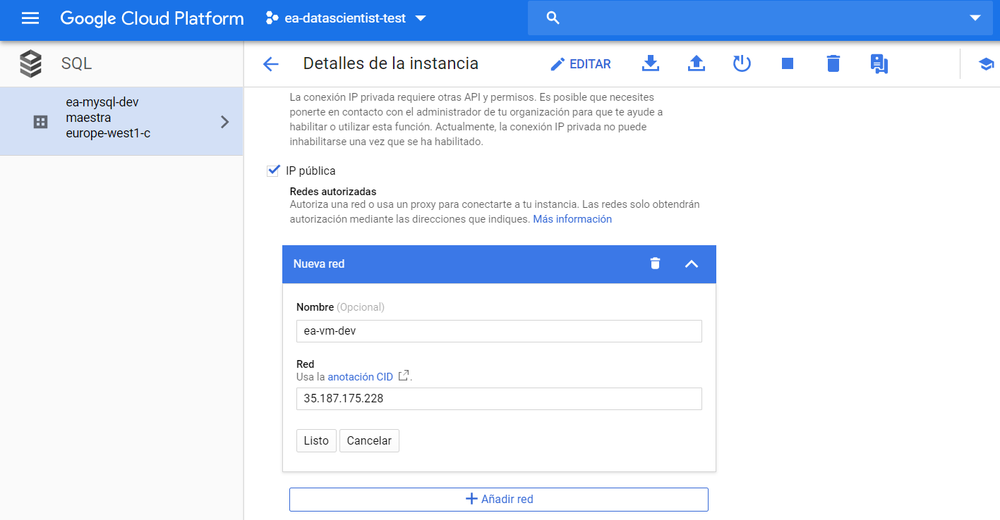 Google Cloud Platform
ea-datascientist-test
SQL
Detalles de la instancia
EDITAR
ea-mysql-dev
maestra
europe-west1-c
La conexión IP privada requiere otras API y permisos. Es posible que necesites
ponerte en contacto con el administrador de tu organización para que te ayude a
habilitar o utilizar esta función. Actualmente, la conexión IP privada no puede
inhabilitarse una vez que se ha habilitado.
IP pública
Redes autorizadas
Autoriza una red o usa un proxy para conectarte a tu instancia. Las redes solo obtendrán
autorización mediante las direcciones que indiques. Más información
Nueva red
Nombre (Opcional)
ea-vm-dev
Red
Usa la anotación CID .
35.187.175.228
Listo Cancelar
Añadir red